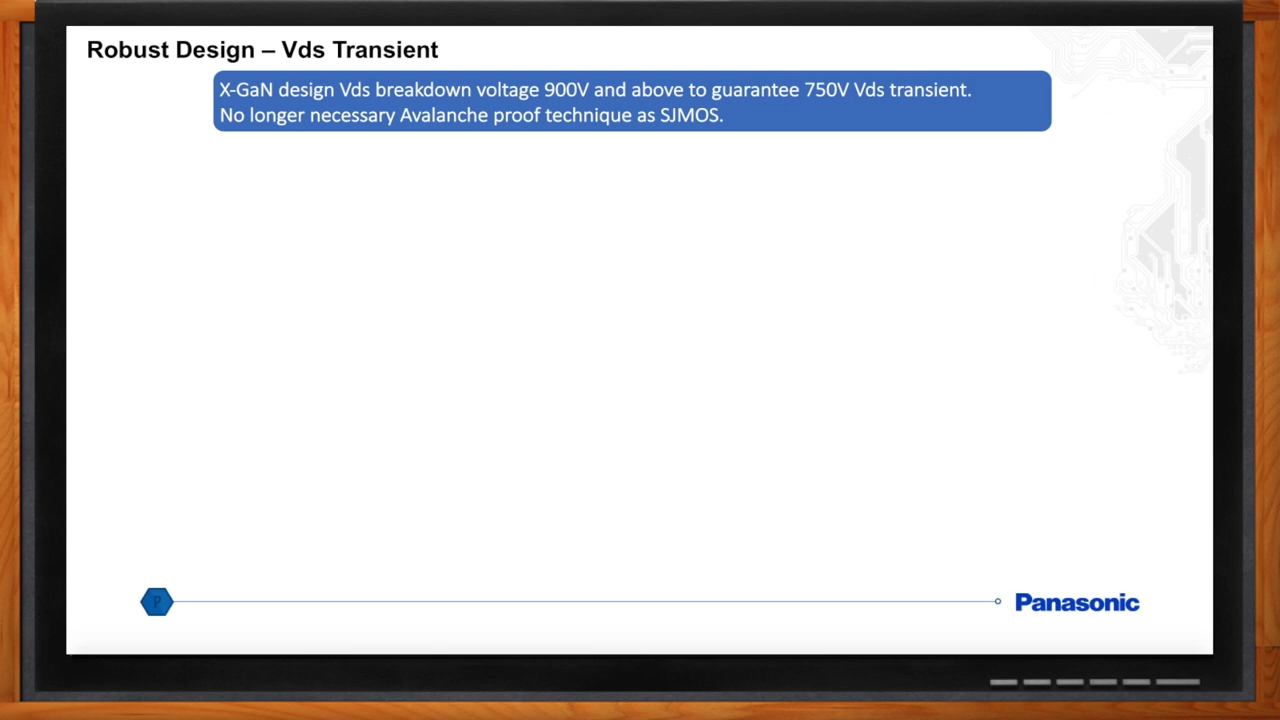 Robust Design – Vds Transient
X-GaN design Vds breakdown voltage 900V and above to guarantee 750V Vds transient.
No longer necessary Avalanche proof technique as SJMOS.
P
Panasonic